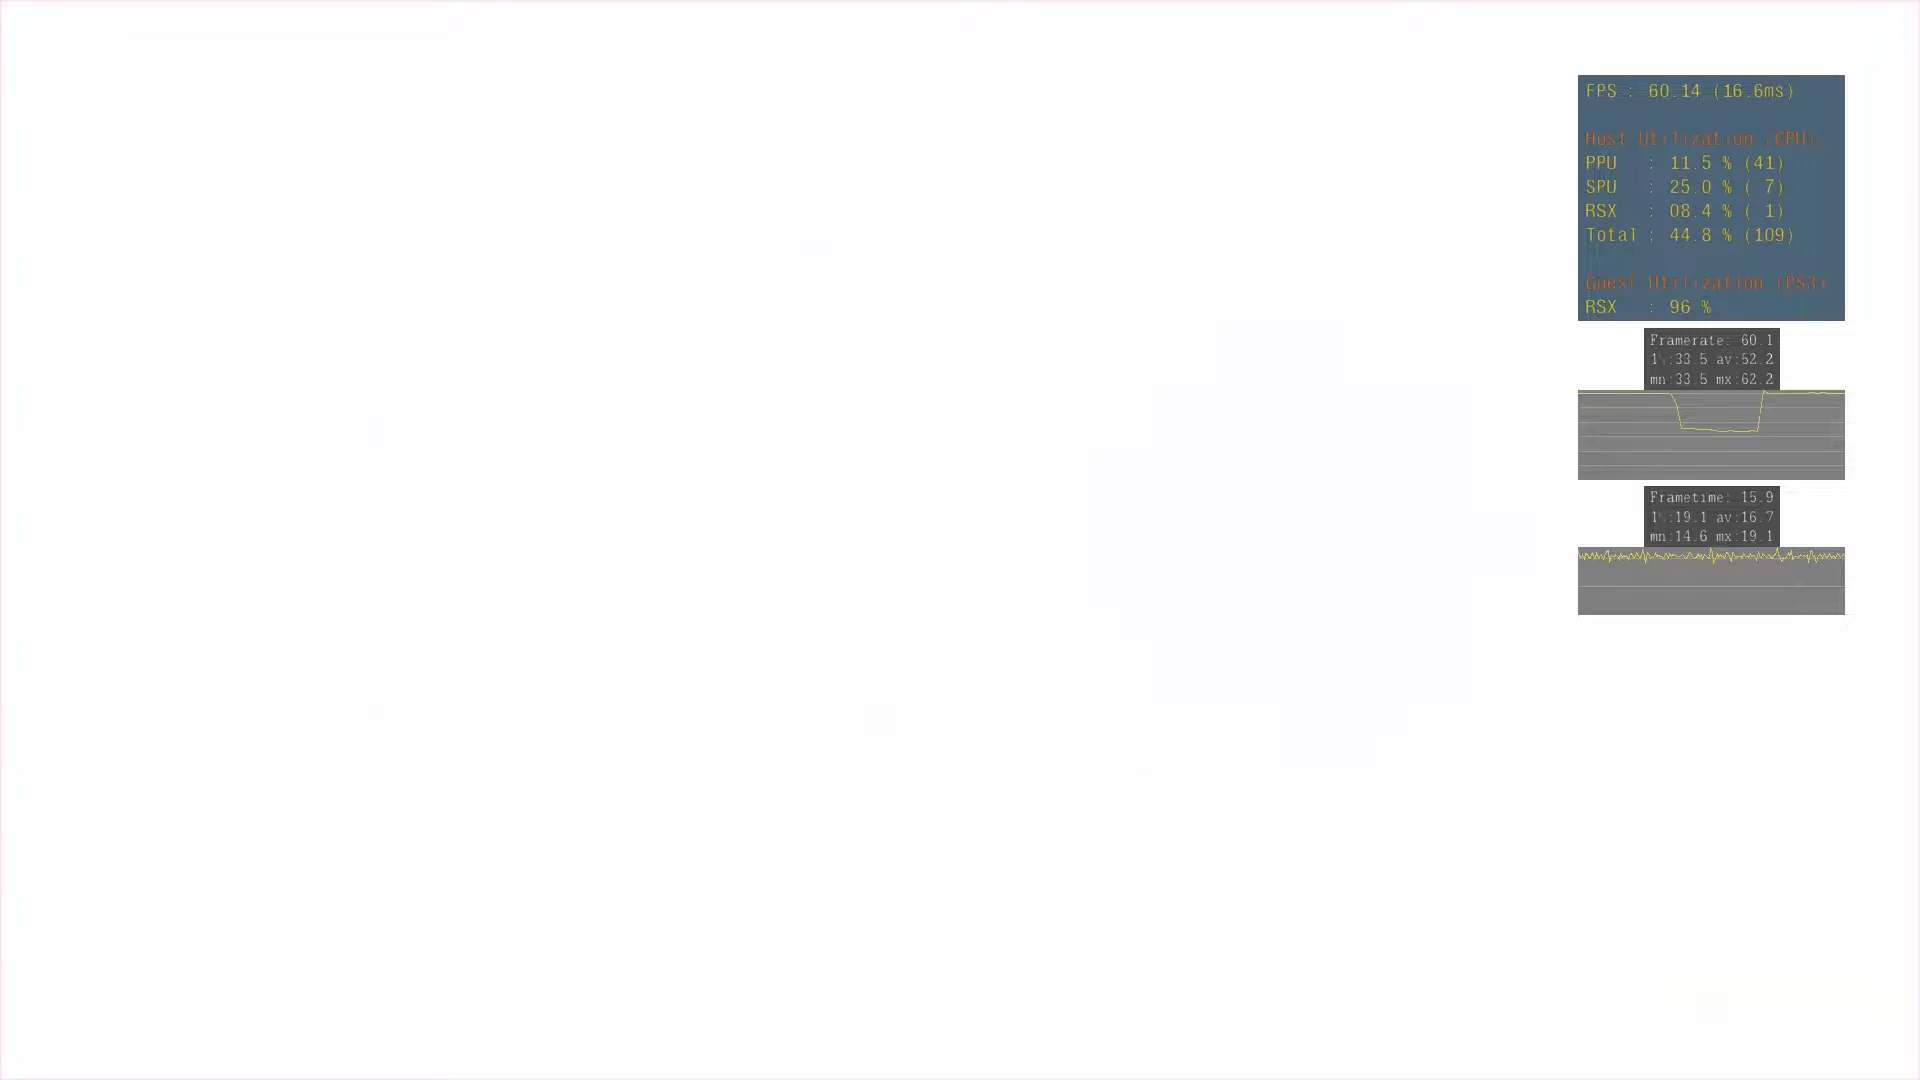 FPS : 60.14 (16.6ms)
Host Utilization (CPU):
PPU : 11.5 % (41)
SPU : 25.0 % ( 7)
RSX : 08.4 % ( 1)
Total : 44.8 % (109)
Guest Utilization (PS3):
RSX : 96 %
Framerate: 60.1
1%:33.5 av:52.2
mn:33.5 mx:62.2
Frametime: 15.9
1%:19.1 av:16.7
mn:14.6 mx:19.1